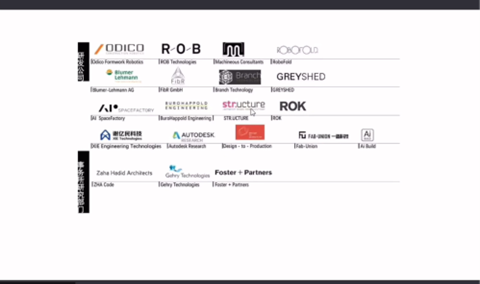 ODICO R-O-B ROBOFOLD
Odico Formwork Robotics ROB Technologies Machineous Consultants RoboFold
Blumer Lehmann FibR Branch GREYSHED
Blumer-Lehmann AG FibR GmbH Branch Technology GREYSHED
AI SPACEFACTORY BUROHAPPOLD ENGINEERING structure ROK
AI SpaceFactory BuroHappold Engineering STR.UCTURE ROK
AUTODESK RESEARCH FAB-UNION Ai
HE Engineering Technologies Autodesk Research Design - to - Production Fab-Union Ai Build
Zaha Hadid Architects Gehry Technologies Foster + Partners
ZHA Code Gehry Technologies Foster + Partners